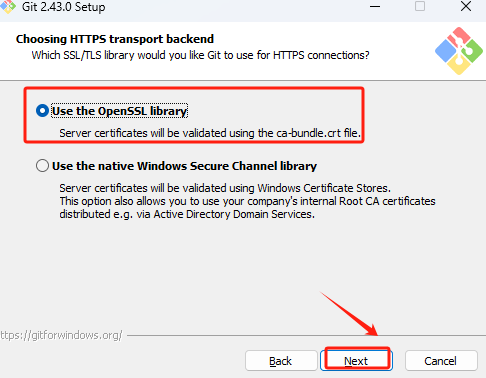 Git 2.43.0 Setup
Choosing HTTPS transport backend
Which SSL/TLS library would you like Git to use for HTTPS connections?
Use the OpenSSL library
Server certificates will be validated using the ca-bundle.crt file.
Use the native Windows Secure Channel library
Server certificates will be validated using Windows Certificate Stores.
This option also allows you to use your company's internal Root CA certificates
distributed e.g. via Active Directory Domain Services.
ttps://gitforwindows.org/
Back Next Cancel